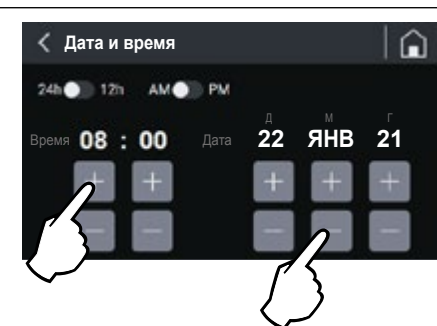 Дата и время
24h 12h AM PM
Д М Г
Время 08 : 00 Дата 22 ЯНВ 21
+ + + + +
− − − − −